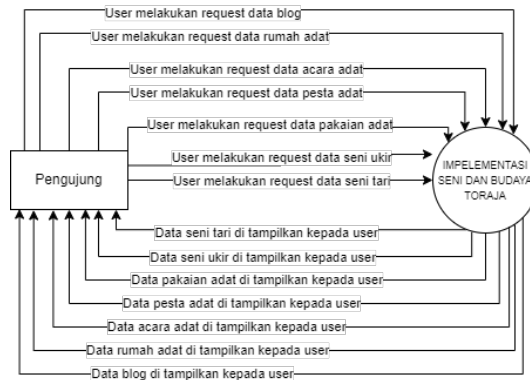 User melakukan request data blog
User melakukan request data rumah adat
User melakukan request data acara adat
User melakukan request data pesta adat
User melakukan request data pakaian adat
User melakukan request data seni ukir
User melakukan request data seni tari
Pengujung
IMPELEMENTASI
SENI DAN BUDAYA
TORAJA
Data seni tari di tampilkan kepada user
Data seni ukir di tampilkan kepada user
Data pakaian adat di tampilkan kepada user
Data pesta adat di tampilkan kepada user
Data acara adat di tampilkan kepada user
Data rumah adat di tampilkan kepada user
Data blog di tampilkan kepada user